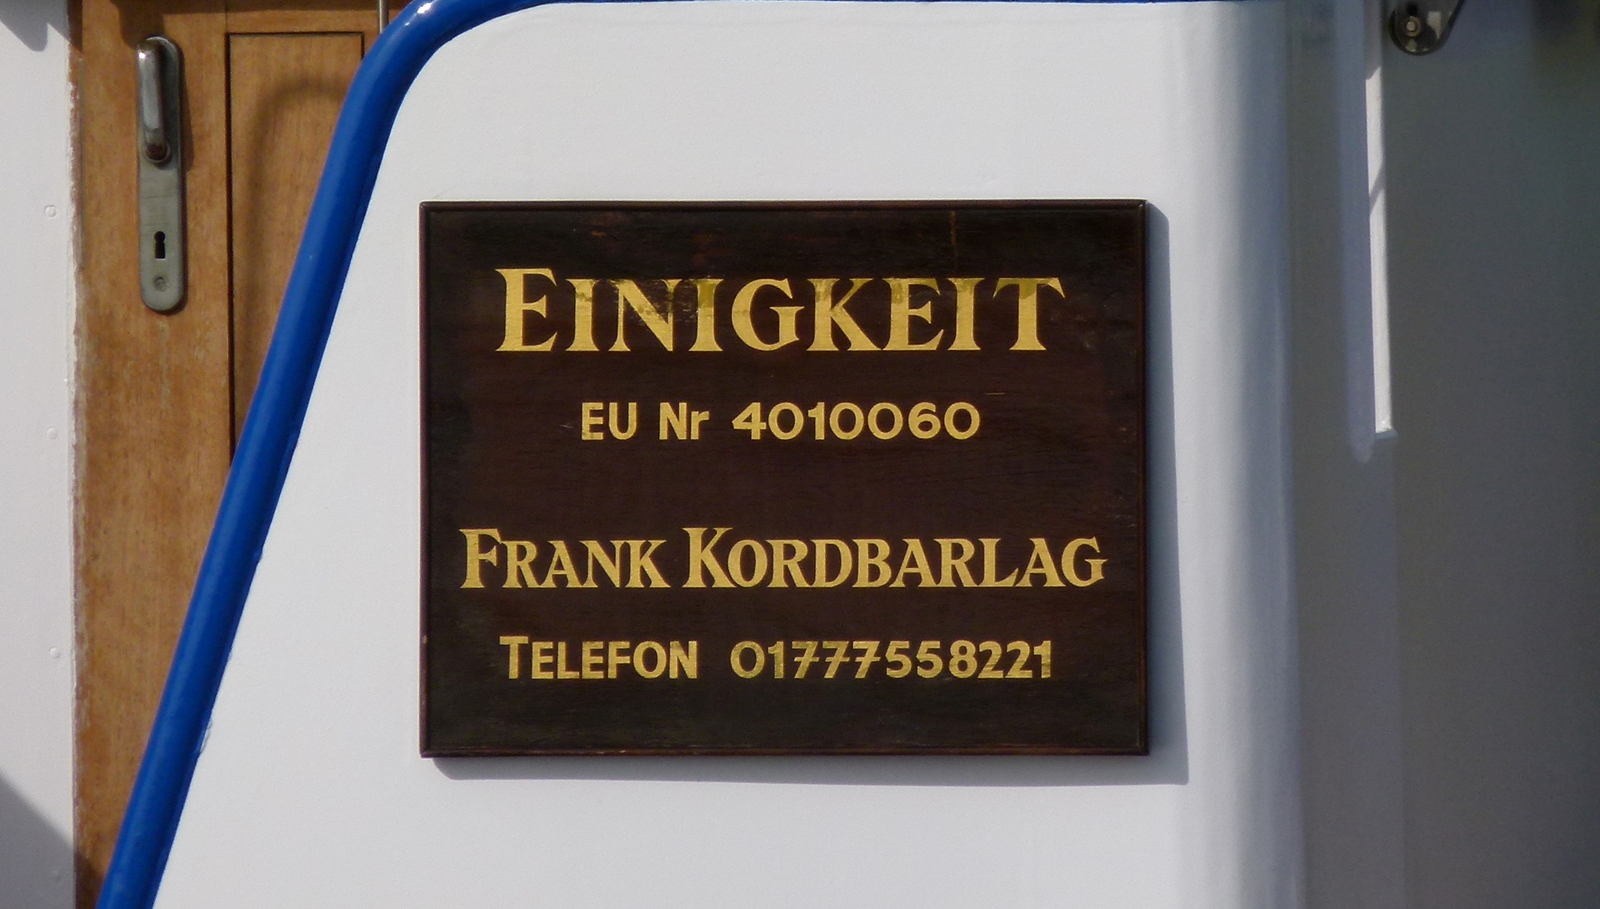 EINIGKEIT
EU Nr 4010060
FRANK KORDBARLAG
TELEFON 01777558221